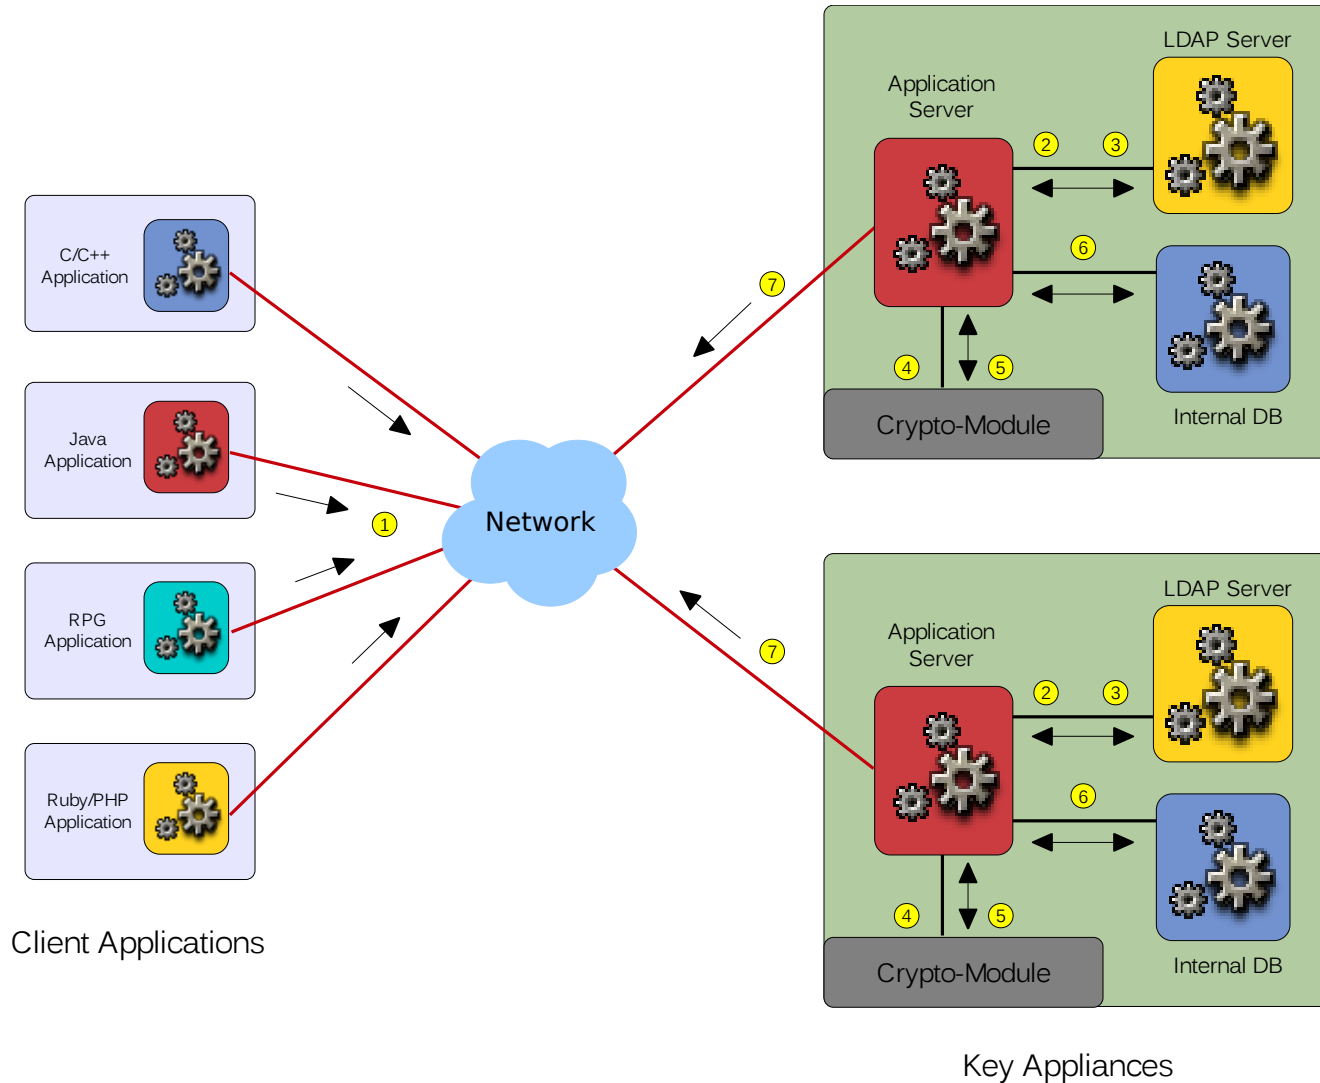 C/C++
Application
Java
Application
RPG
Application
Ruby/PHP
Application
Client Applications
1
Network
7
7
LDAP Server
Application
Server
2
3
6
4
5
Crypto-Module
Internal DB
LDAP Server
Application
Server
2
3
6
4
5
Crypto-Module
Internal DB
Key Appliances